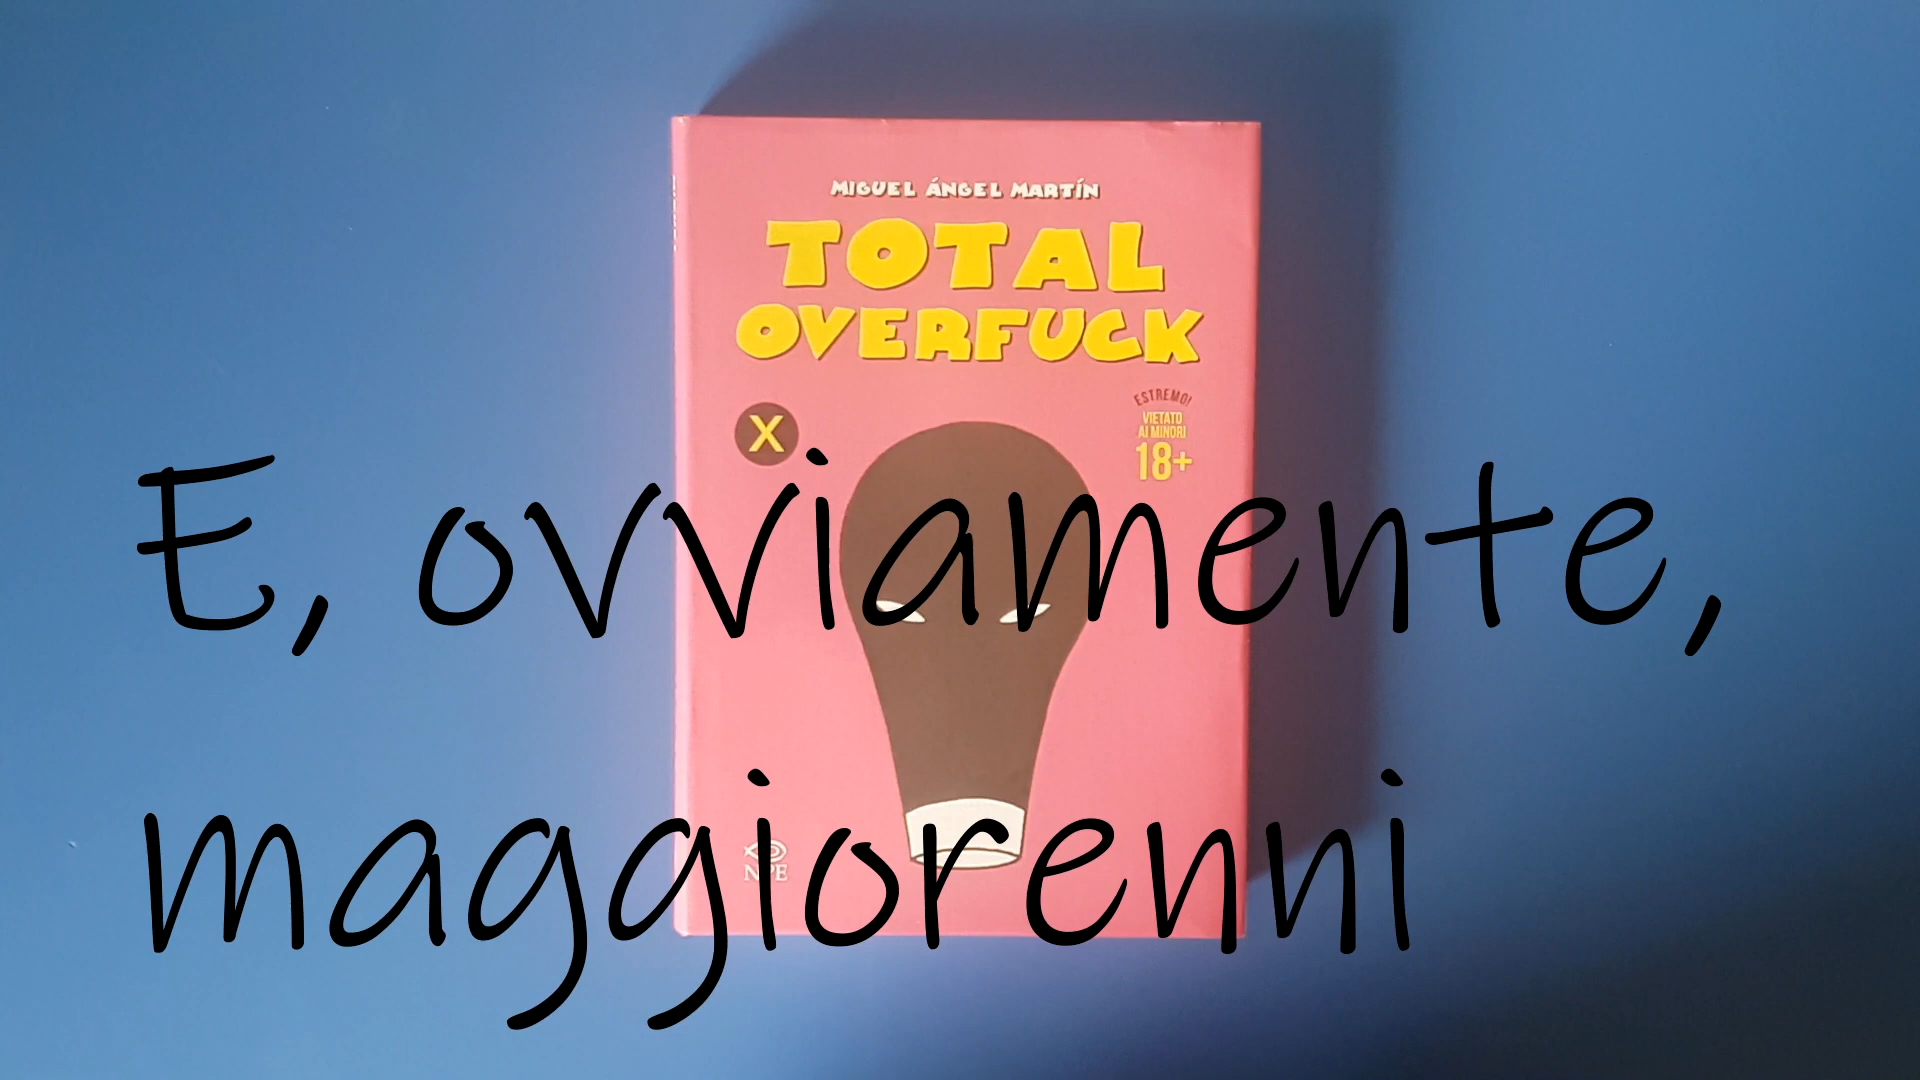 MIGUEL ÁNGEL MARTÍN
TOTAL
OVERFUCK
X
ESTREMO!
VIETATO
AI MINORI
18+
E, ovviamente,
maggiorenni
NPE